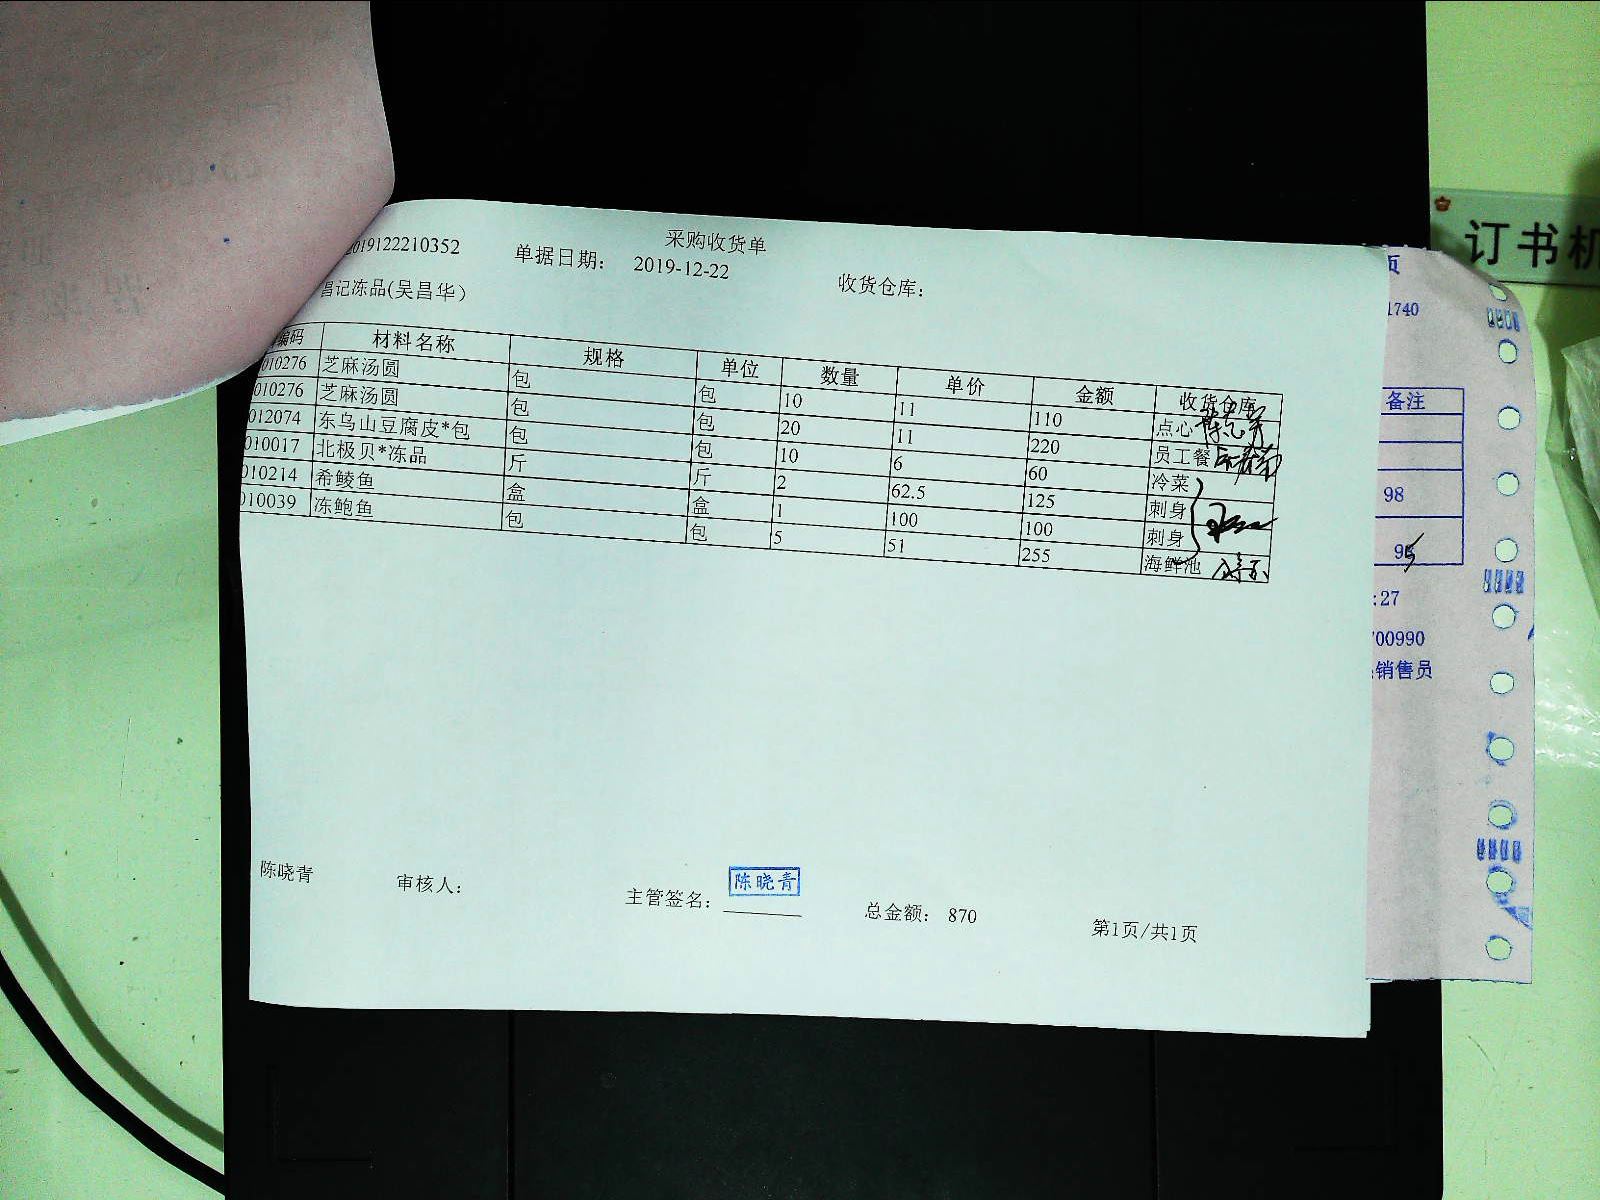 采购收货单
019122210352 单据日期: 2019-12-22 收货仓库:
昌记冻品(吴昌华)
编码 材料名称 规格 单位 数量 单价 金额 收货仓库
010276 芝麻汤圆 包 包 10 11 110 点心
010276 芝麻汤圆 包 包 20 11 220 员工餐
012074 东乌山豆腐皮*包 包 包 10 6 60 冷菜
010017 北极贝*冻品 斤 斤 2 62.5 125 刺身
010214 希鲮鱼 盒 盒 1 100 100 刺身
010039 冻鲍鱼 包 包 5 51 255 海鲜池
陈晓青 审核人: 主管签名: 陈晓青 总金额: 870 第1页/共1页
订书机
页
1740
备注
98
95
:27
700990
销售员